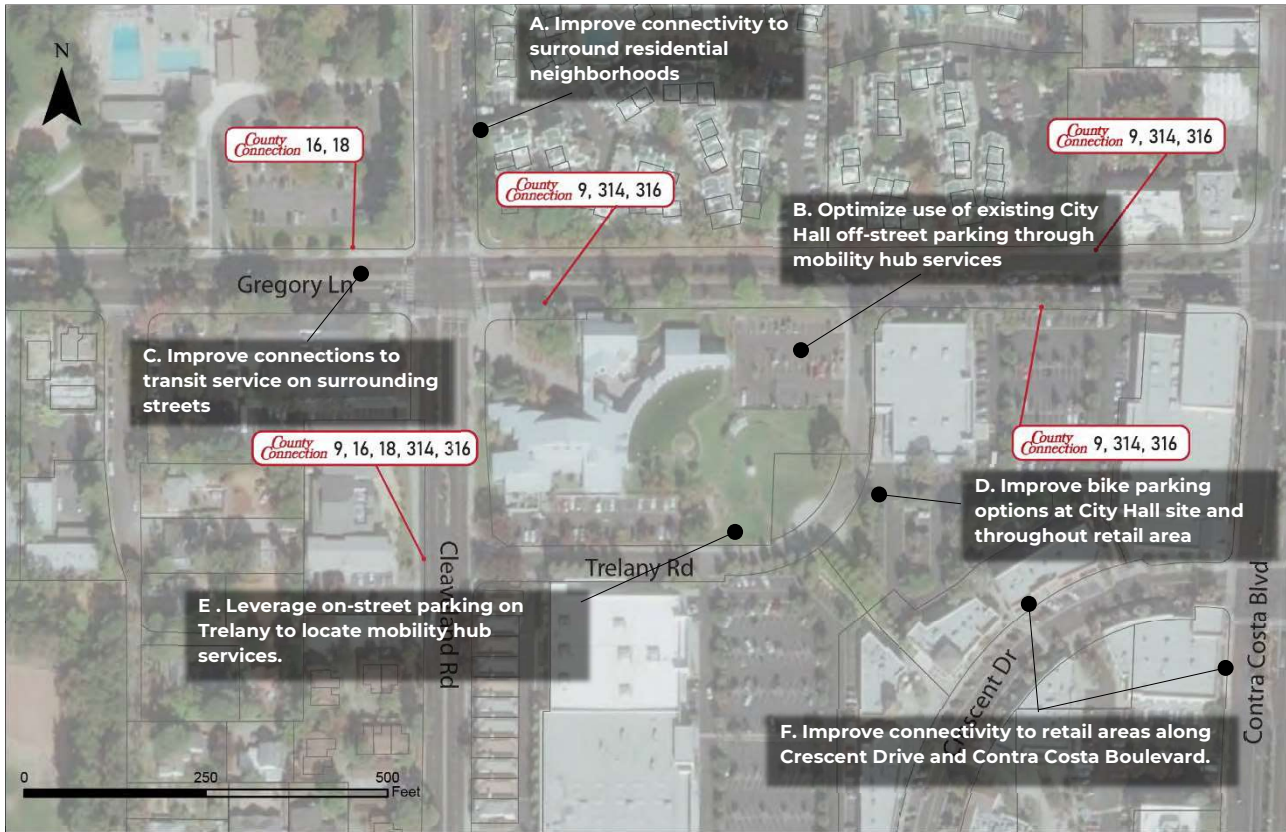 A. Improve connectivity to
surround residential
neighborhoods
N
County
Connection 16, 18
County
Connection 9, 314, 316
County
Connection 9, 314, 316
B. Optimize use of existing City
Hall off-street parking through
mobility hub services
Gregory Ln
C. Improve connections to
transit service on surrounding
streets
County
Connection 9, 16, 18, 314, 316
County
Connection 9, 314, 316
D. Improve bike parking
options at City Hall site and
throughout retail area
Trelany Rd
Cleaveland Rd
E . Leverage on-street parking on
Trelany to locate mobility hub
services.
Crescent Dr
Contra Costa Blvd
F. Improve connectivity to retail areas along
Crescent Drive and Contra Costa Boulevard.
0 250 500
Feet